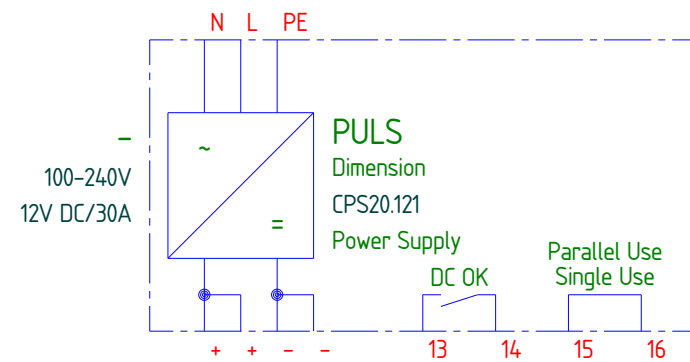 N L PE
–
100-240V
12V DC/30A
~
=
PULS
Dimension
CPS20.121
Power Supply
DC OK
Parallel Use
Single Use
+ + – – 13 14 15 16